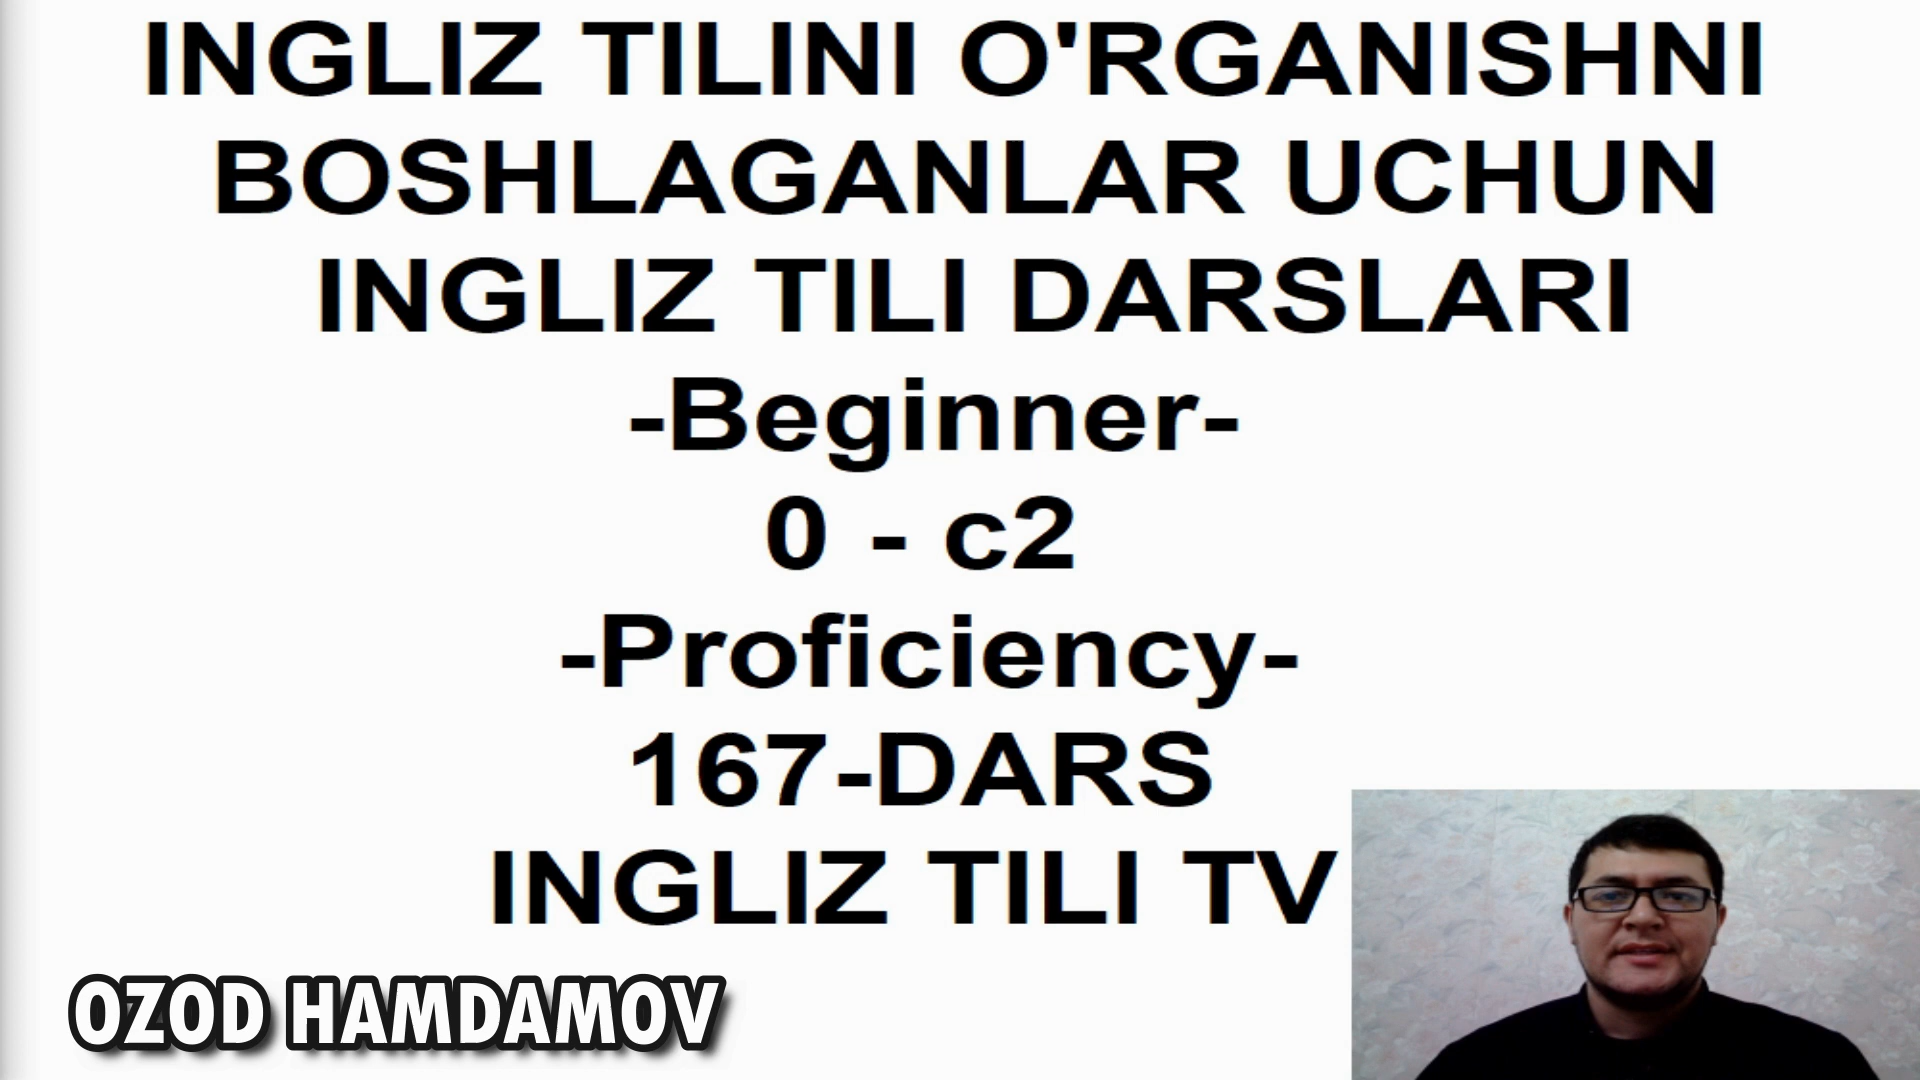 INGLIZ TILINI O'RGANISHNI
BOSHLAGANLAR UCHUN
INGLIZ TILI DARSLARI
-Beginner-
0 - c2
-Proficiency-
167-DARS
INGLIZ TILI TV
OZOD HAMDAMOV